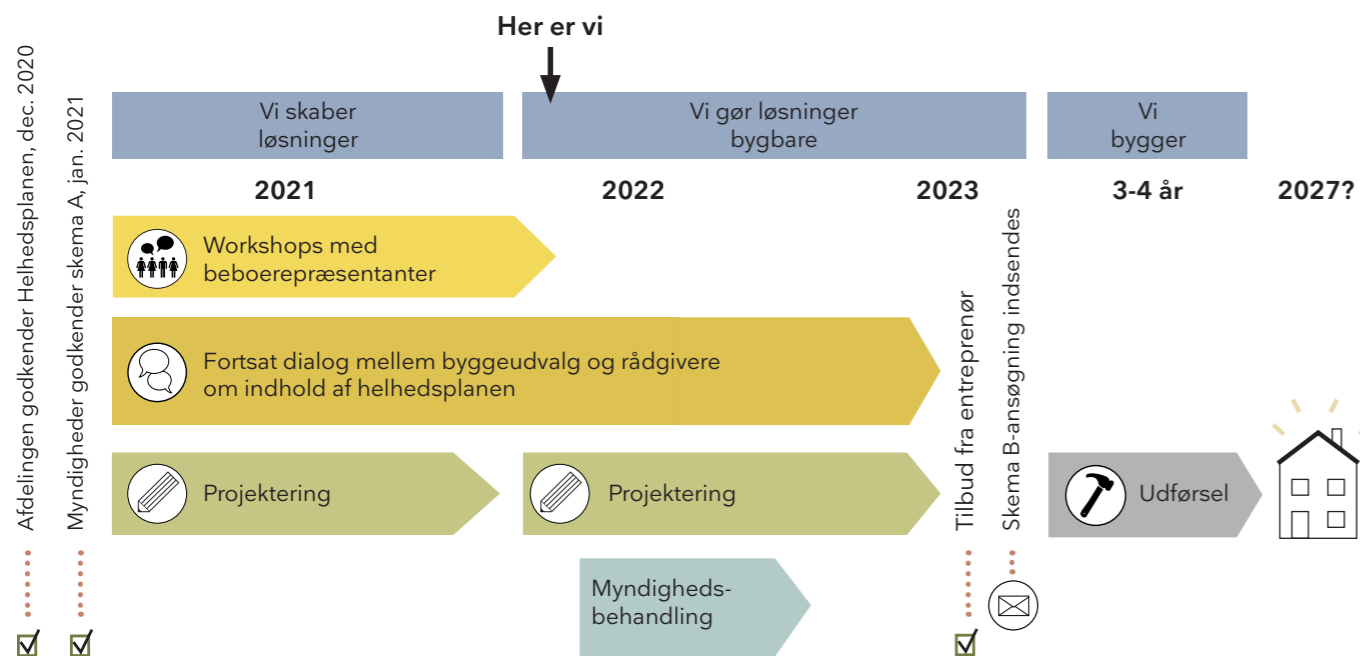 Her er vi
Afdelingen godkender Helhedsplanen, dec. 2020
Myndigheder godkender skema A, jan. 2021
Vi skaber
løsninger
Vi gør løsninger
bygbare
Vi
bygger
2021
2022
2023
3-4 år
2027?
Workshops med
beboerepræsentanter
Fortsat dialog mellem byggeudvalg og rådgivere
om indhold af helhedsplanen
Projektering
Projektering
Tilbud fra entreprenør
Skema B-ansøgning indsendes
Udførsel
Myndigheds-
behandling